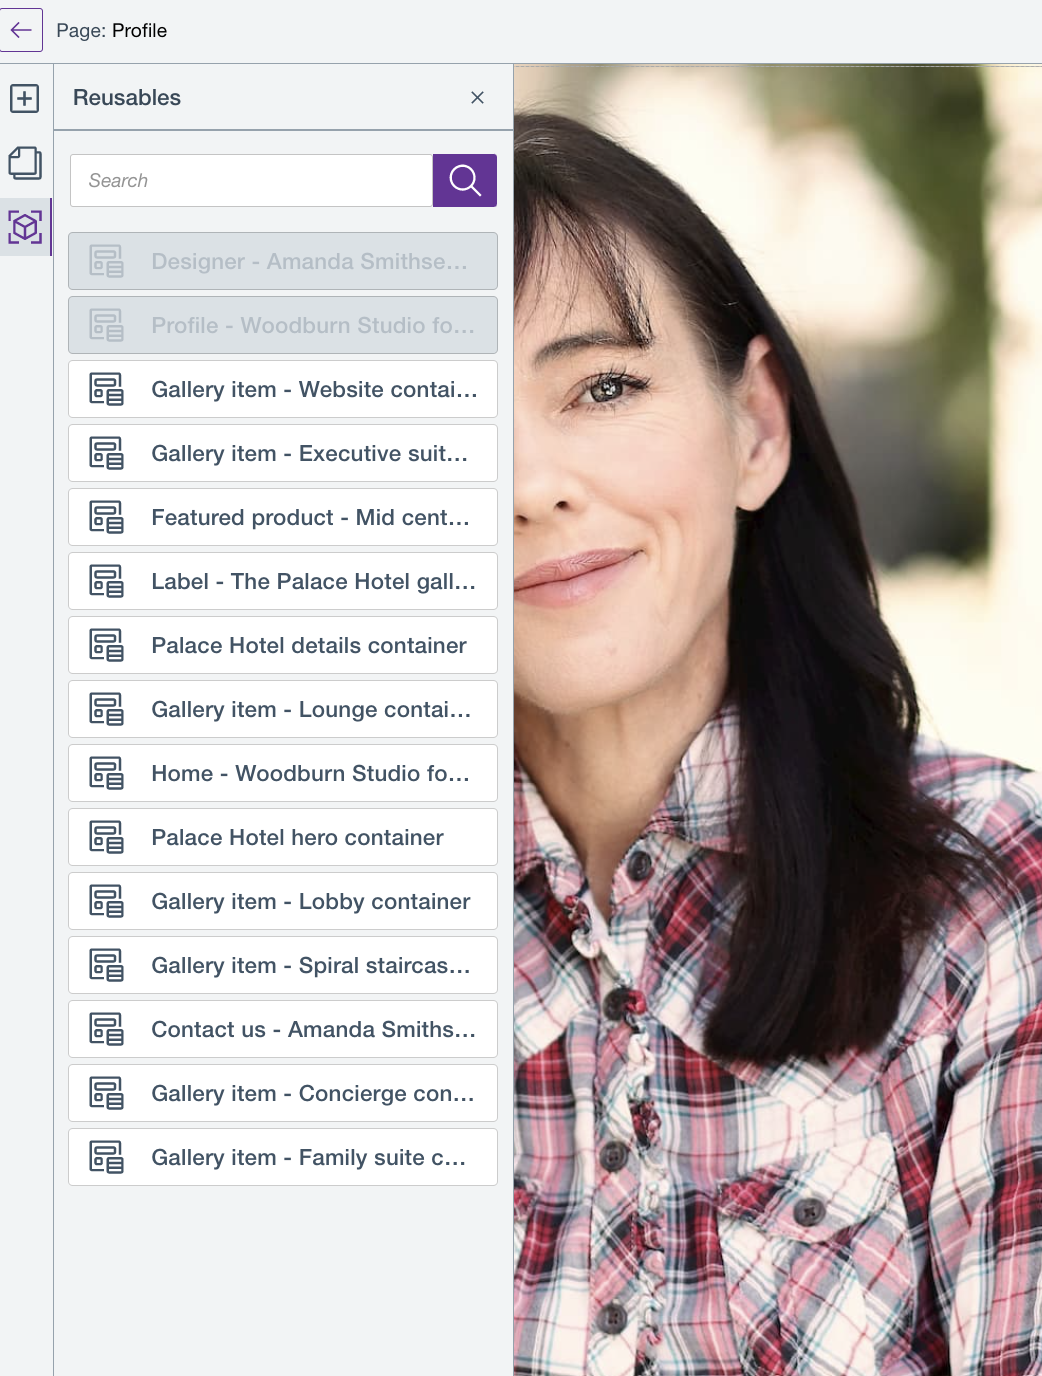 Page: Profile
Reusables
Search
Designer - Amanda Smithse...
Profile - Woodburn Studio fo...
Gallery item - Website contai...
Gallery item - Executive suit...
Featured product - Mid cent...
Label - The Palace Hotel gall...
Palace Hotel details container
Gallery item - Lounge contai...
Home - Woodburn Studio fo...
Palace Hotel hero container
Gallery item - Lobby container
Gallery item - Spiral staircas...
Contact us - Amanda Smiths...
Gallery item - Concierge con...
Gallery item - Family suite c...